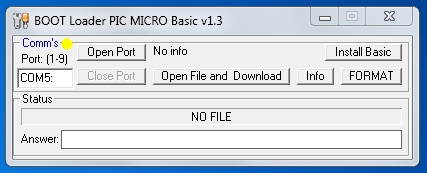 BOOT Loader PIC MICRO Basic v1.3
Comm's
Port: (1-9) Open Port No info Install Basic
COM5: Close Port Open File and Download Info FORMAT
Status
NO FILE
Answer: